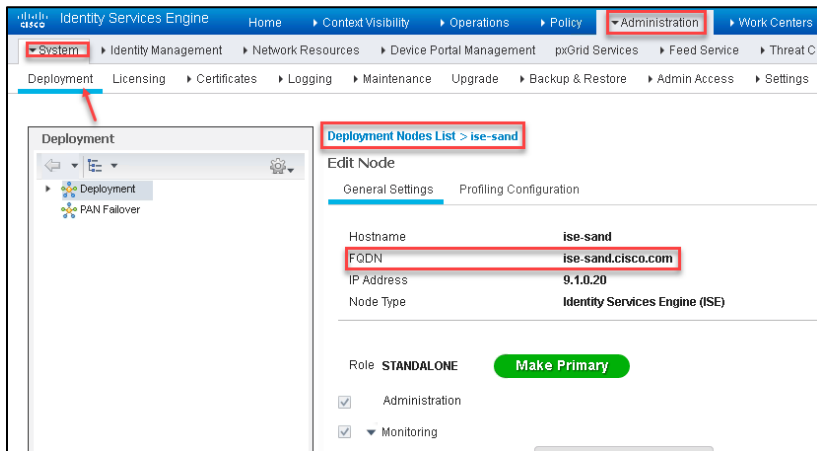 cisco Identity Services Engine Home Context Visibility Operations Policy Administration Work Centers
System Identity Management Network Resources Device Portal Management pxGrid Services Feed Service Threat C
Deployment Licensing Certificates Logging Maintenance Upgrade Backup & Restore Admin Access Settings
Deployment
Deployment
PAN Failover
Deployment Nodes List > ise-sand
Edit Node
General Settings Profiling Configuration
Hostname ise-sand
FQDN ise-sand.cisco.com
IP Address 9.1.0.20
Node Type Identity Services Engine (ISE)
Role STANDALONE Make Primary
Administration
Monitoring